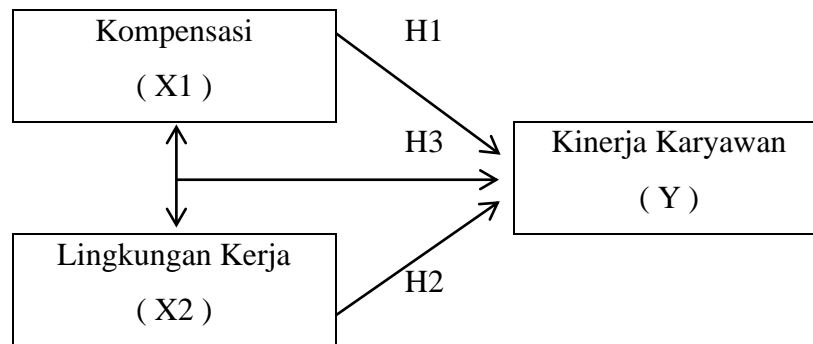 Kompensasi
( X1 )
H1
H3
Kinerja Karyawan
( Y )
Lingkungan Kerja
( X2 )
H2